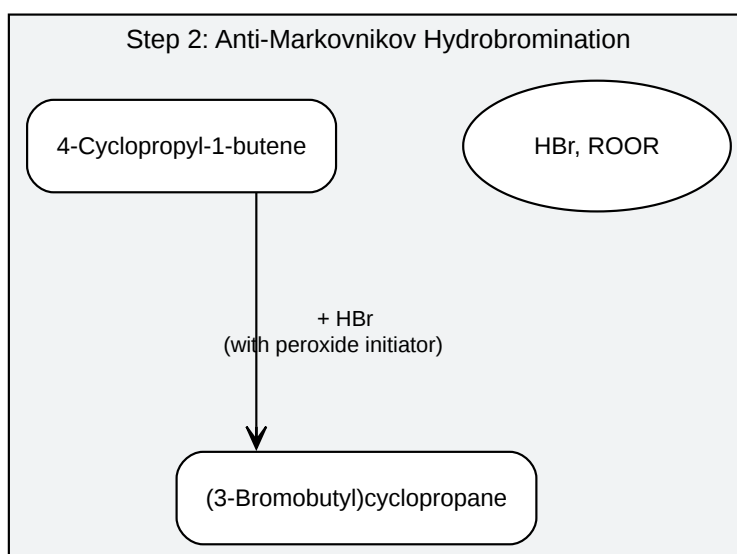 Step 2: Anti-Markovnikov Hydrobromination
4-Cyclopropyl-1-butene
HBr, ROOR
+ HBr
(with peroxide initiator)
(3-Bromobutyl)cyclopropane